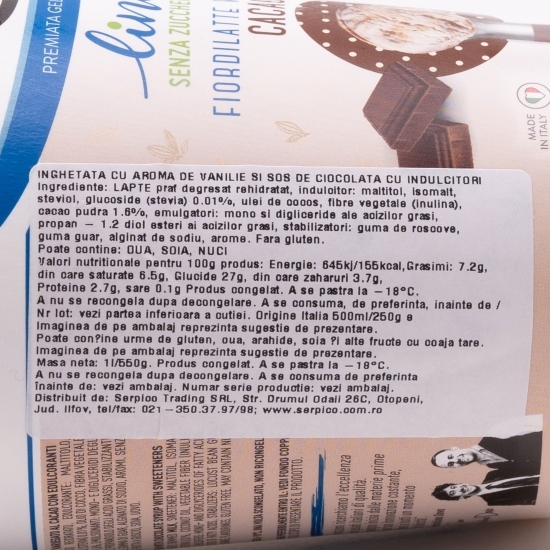 INGHETATA CU AROMA DE VANILIE SI SOS DE CIOCOLATA CU INDULCITORI
Ingrediente: LAPTE praf degresat rehidratat, indulcitor: maltitol, isomalt,
steviol, glucoside (stevia) 0.01%, ulei de cocos, fibre vegetale (inulina),
cacao pudra 1.6%, emulgatori: mono si digliceride ale acizilor grasi,
propan – 1.2 diol esteri ai acizilor grasi, stabilizatori: guma de roscove,
guma guar, alginat de sodiu, arome. Fara gluten.
Poate contine: OUA, SOIA, NUCI
Valori nutritionale pentru 100g produs: Energie: 645kj/155kcal, Grasimi: 7.2g,
din care saturate 6.5g, Glucide 27g, din care zaharuri 3.7g,
Proteine 2.7g, sare 0.1g Produs congelat. A se pastra la –18°C.
A nu se recongela dupa decongelare. A se consuma, de preferinta, inainte de /
Nr lot: vezi partea inferioara a cutiei. Origine Italia 500ml/250g e
Imaginea de pe ambalaj reprezinta sugestie de prezentare.
Poate con?ine urme de gluten, oua, arahide, soia ?i alte fructe cu coaja tare.
Imaginea de pe ambalaj reprezinta sugestie de prezentare.
Masa neta: 1l/550g. Produs congelat. A se pastra la –18°C.
A nu se recongela dupa decongelare. A se consuma de preferinta
înainte de: vezi ambalaj. Numar serie productie: vezi ambalaj.
Distribuit de: Serpico Trading SRL, Str. Drumul Odaii 26C, Otopeni,
Jud. Ilfov, tel/fax: 021–350.37.97/98; www.serpico.com.ro
PREMIATA GE
SENZA ZUCCHE
FIORDILATTE
CACAO
MADE
IN ITALY